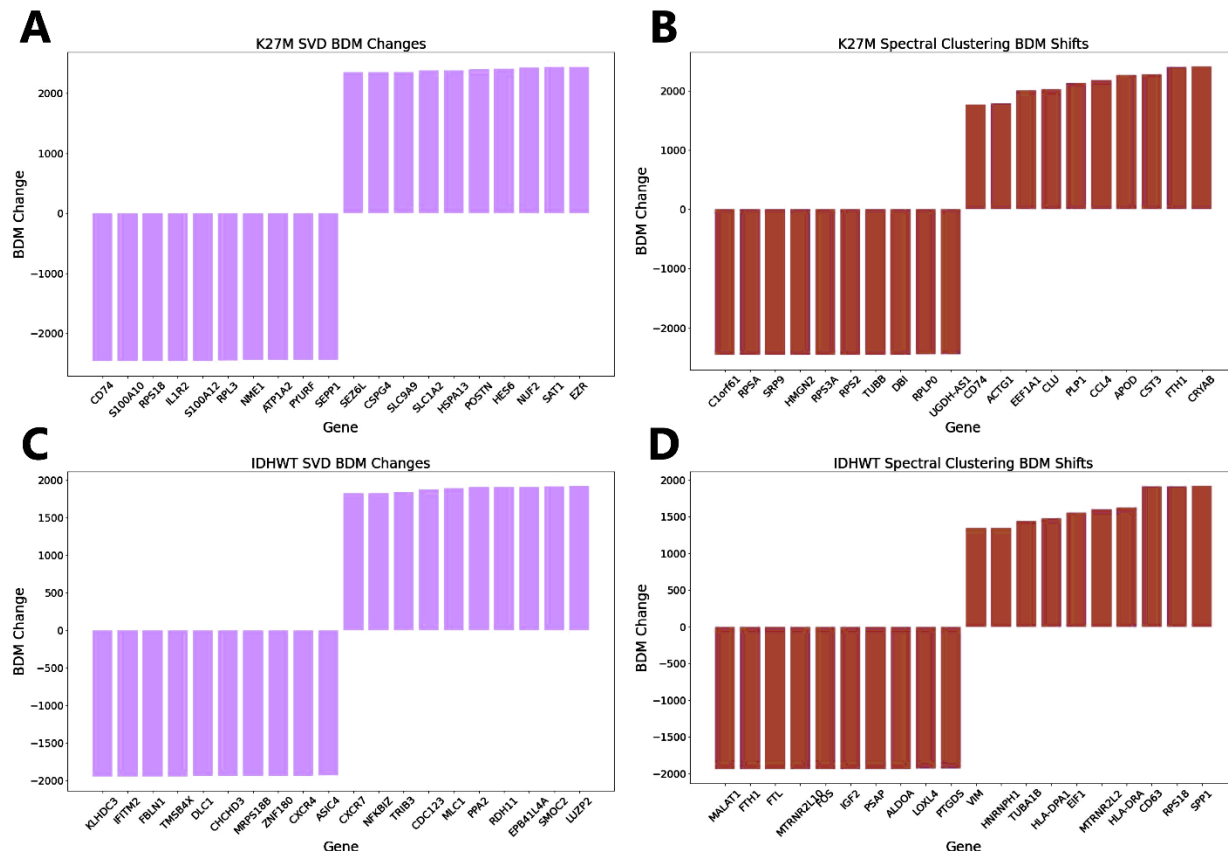 A
K27M SVD BDM Changes
BDM Change
2000
1000
0
−1000
−2000
CD74 S100A10 RPS18 IL1R2 S100A12 RPL3 NME1 ATP1A2 PYURF SEPP1 SEZ6L CSPG4 SLC9A9 SLC1A2 HSPA13 POSTN HES6 NUF2 SAT1 EZR
Gene
B
K27M Spectral Clustering BDM Shifts
BDM Change
2000
1000
0
−1000
−2000
C1orf61 RPSA SRP9 HMGN2 RPS3A RPS2 TUBB DBI RPLP0 UGDH-AS1 CD74 ACTG1 EEF1A1 CLU PLP1 CCL4 APOD CST3 FTH1 CRYAB
Gene
C
IDHWT SVD BDM Changes
BDM Change
2000
1500
1000
500
0
−500
−1000
−1500
−2000
KLHDC3 IFITM2 FBLN1 TMSB4X DLC1 CHCHD3 MRPS18B ZNF180 CXCR4 ASIC4 CXCR7 NFKBIZ TRIB3 CDC123 MLC1 PPA2 RDH11 EPB41L4A SMOC2 LUZP2
Gene
D
IDHWT Spectral Clustering BDM Shifts
BDM Change
2000
1500
1000
500
0
−500
−1000
−1500
−2000
MALAT1 FTH1 FTL MTRNR2L10 FOS IGF2 PSAP ALDOA LOXL4 PTGDS VIM HNRNPH1 TUBA1B HLA-DPA1 EIF1 MTRNR2L2 HLA-DRA CD63 RPS18 SPP1
Gene